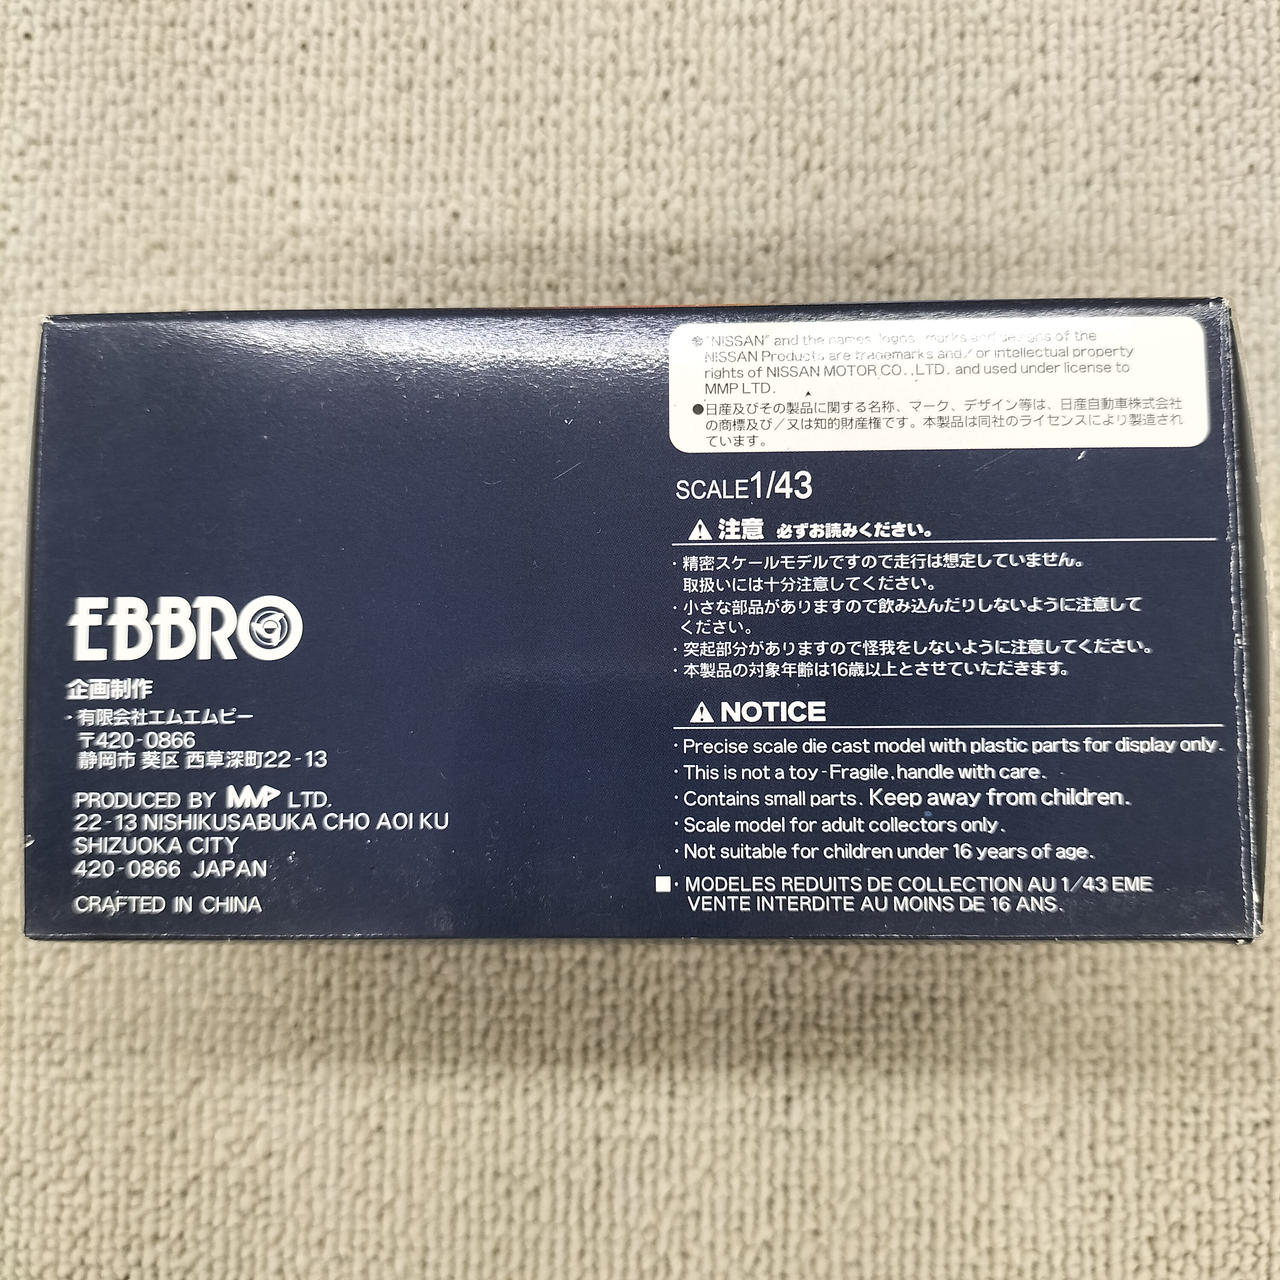 "NISSAN" and the names, logos, marks and designs of the
NISSAN Products are trademarks and/or intellectual property
rights of NISSAN MOTOR CO.,LTD. and used under license to
MMP LTD.
●日産及びその製品に関する名称、マーク、デザイン等は、日産自動車株式会社
の商標及び/又は知的財産権です。本製品は同社のライセンスにより製造され
ています。
SCALE1/43
⚠注意 必ずお読みください。
・精密スケールモデルですので走行は想定していません。
取扱いには十分注意してください。
・小さな部品がありますので飲み込んだりしないように注意して
ください。
・突起部分がありますので怪我をしないように注意してください。
・本製品の対象年齢は16歳以上とさせていただきます。
⚠NOTICE
・Precise scale die cast model with plastic parts for display only.
・This is not a toy-Fragile,handle with care.
・Contains small parts. Keep away from children.
・Scale model for adult collectors only.
・Not suitable for children under 16 years of age.
■・MODELES REDUITS DE COLLECTION AU 1/43 EME
VENTE INTERDITE AU MOINS DE 16 ANS.
EBBRO
企画制作
・有限会社エムエムピー
〒420-0866
静岡市 葵区 西草深町22-13
PRODUCED BY MMP LTD.
22-13 NISHIKUSABUKA CHO AOI KU
SHIZUOKA CITY
420-0866 JAPAN
CRAFTED IN CHINA